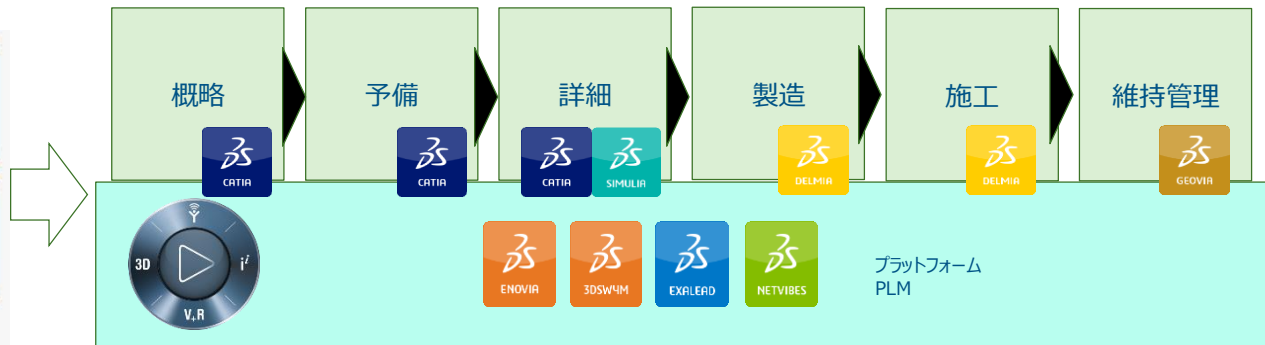 概略
予備
詳細
製造
施工
維持管理
CATIA
CATIA
CATIA
SIMULIA
DELMIA
DELMIA
GEOVIA
3D
i²
V+R
ENOVIA
3DSWYM
EXALEAD
NETVIBES
プラットフォーム
PLM